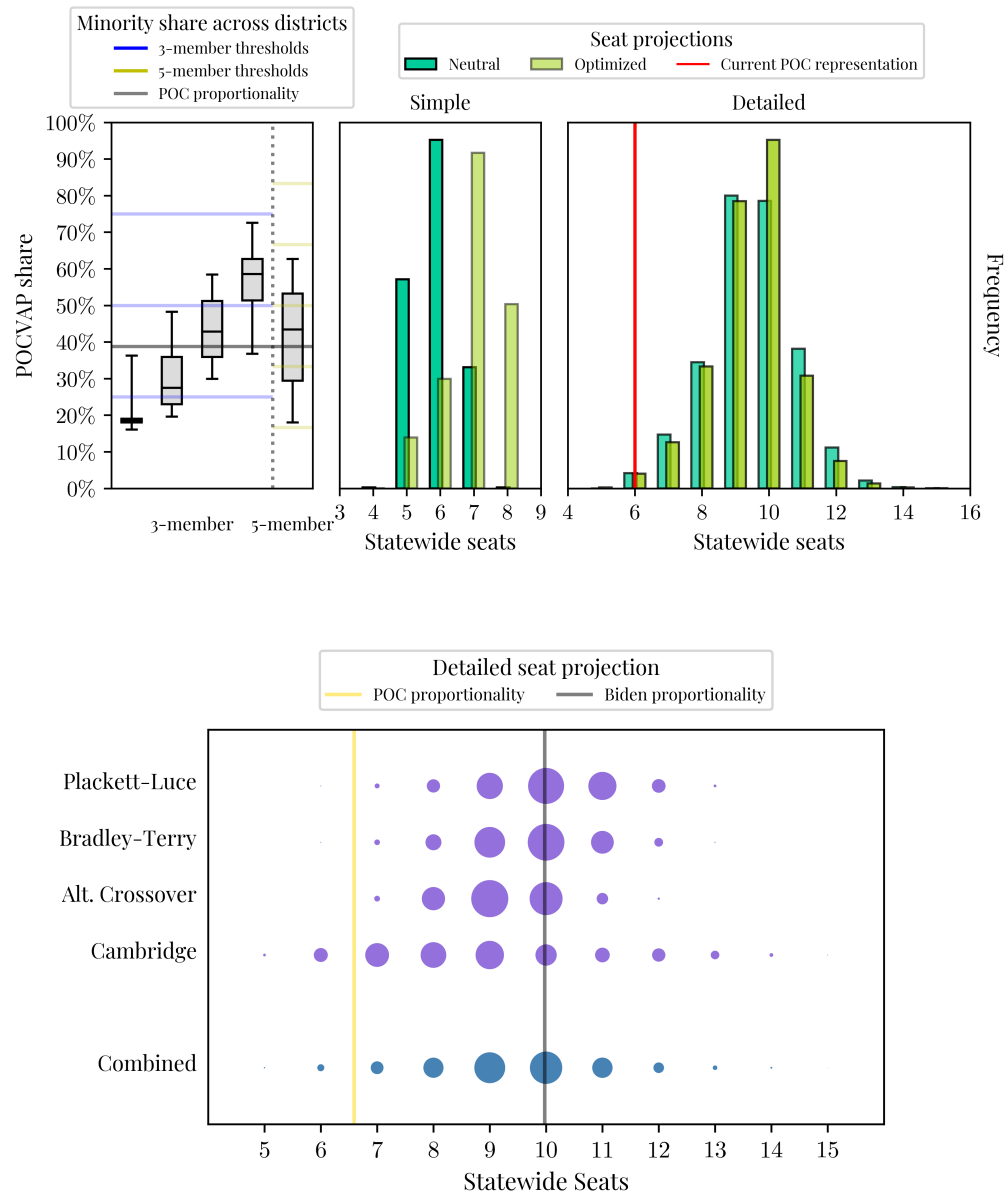 Minority share across districts
3-member thresholds
5-member thresholds
POC proportionality
Seat projections
Neutral
Optimized
Current POC representation
Simple
Detailed
100%
90%
80%
70%
60%
50%
40%
30%
20%
10%
0%
POCVAP share
3-member
5-member
3 4 5 6 7 8 9
Statewide seats
4 6 8 10 12 14 16
Statewide seats
Frequency
Detailed seat projection
POC proportionality
Biden proportionality
Plackett-Luce
Bradley-Terry
Alt. Crossover
Cambridge
Combined
5 6 7 8 9 10 11 12 13 14 15
Statewide Seats